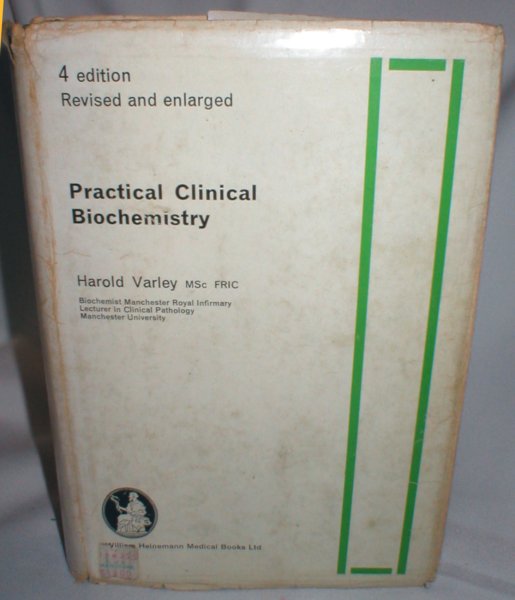 4 edition
Revised and enlarged
Practical Clinical
Biochemistry
Harold Varley MSc FRIC
Biochemist Manchester Royal Infirmary
Lecturer in Clinical Pathology
Manchester University
William Heinemann Medical Books Ltd